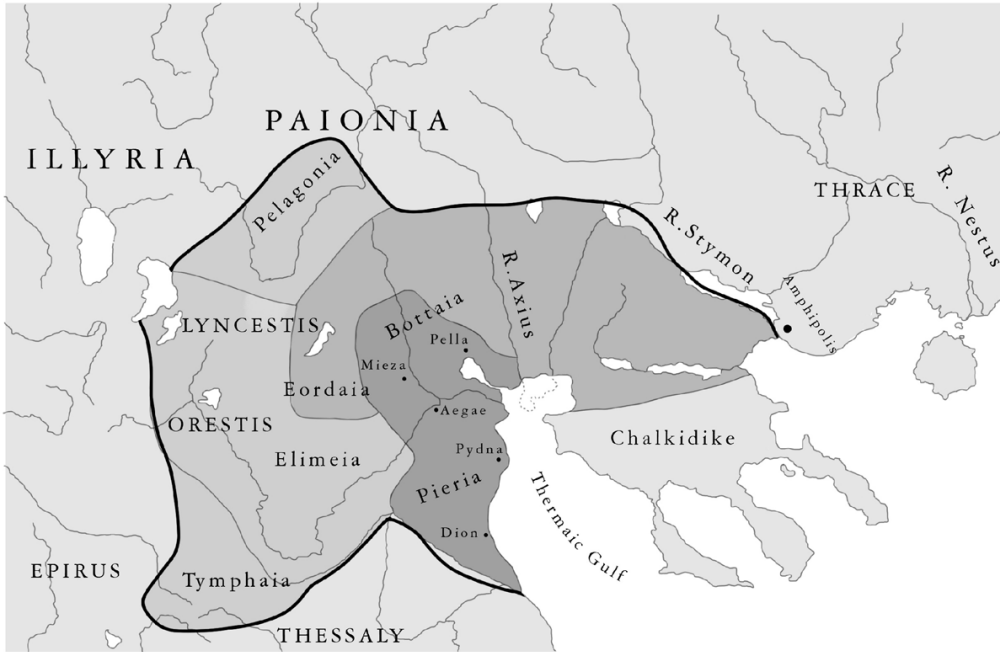 PAIONIA
ILLYRIA
Pelagonia
THRACE
R. Nestus
R. Stymon
R. Axius
Amphipolis
LYNCESTIS
Bottaia
Pella
Mieza
Eordaia
Aegae
ORESTIS
Chalkidike
Elimeia
Pydna
Pieria
Thermaic Gulf
Dion
EPIRUS
Tymphaia
THESSALY